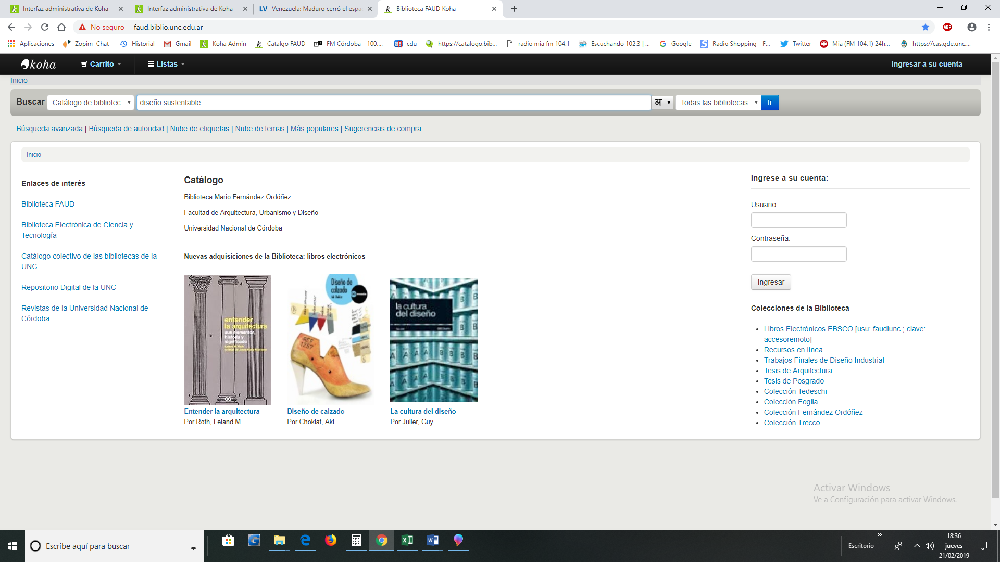 Interfaz administrativa de Koha
Interfaz administrativa de Koha
LV Venezuela: Maduro cerró el espa
Biblioteca FAUD Koha
No seguro faud.biblio.unc.edu.ar
ABP
Aplicaciones Zopim Chat Historial Gmail Koha Admin Catalgo FAUD FM Córdoba - 100.... cdu https://catalogo.bib... radio mia fm 104.1 Escuchando 102.3 | ... Google Radio Shopping - F... Twitter Mia (FM 104.1) 24h... https://cas.gde.unc....
koha Carrito Listas Ingresar a su cuenta
Inicio
Buscar Catálogo de bibliotec diseño sustentable अ Todas las bibliotecas Ir
Búsqueda avanzada | Búsqueda de autoridad | Nube de etiquetas | Nube de temas | Más populares | Sugerencias de compra
Inicio
Enlaces de interés
Biblioteca FAUD
Biblioteca Electrónica de Ciencia y
Tecnología
Catálogo colectivo de las bibliotecas de la
UNC
Repositorio Digital de la UNC
Revistas de la Universidad Nacional de
Córdoba
Catálogo
Biblioteca Mario Fernández Ordóñez
Facultad de Arquitectura, Urbanismo y Diseño
Universidad Nacional de Córdoba
Nuevas adquisiciones de la Biblioteca: libros electrónicos
entender
la arquitectura
sus elementos,
historia y
significado
Leland M. Roth
GG
Diseño de
calzado
REF
1257
la cultura
del diseño
Entender la arquitectura
Por Roth, Leland M.
Diseño de calzado
Por Choklat, Aki
La cultura del diseño
Por Julier, Guy.
Ingrese a su cuenta:
Usuario:
Contraseña:
Ingresar
Colecciones de la Biblioteca
Libros Electrónicos EBSCO [usu: faudiunc ; clave:
accesoremoto]
Recursos en línea
Trabajos Finales de Diseño Industrial
Tesis de Arquitectura
Tesis de Posgrado
Colección Tedeschi
Colección Foglia
Colección Fernández Ordóñez
Colección Trecco
Activar Windows
Ve a Configuración para activar Windows.
Escribe aquí para buscar
Escritorio
18:36
jueves
21/02/2019